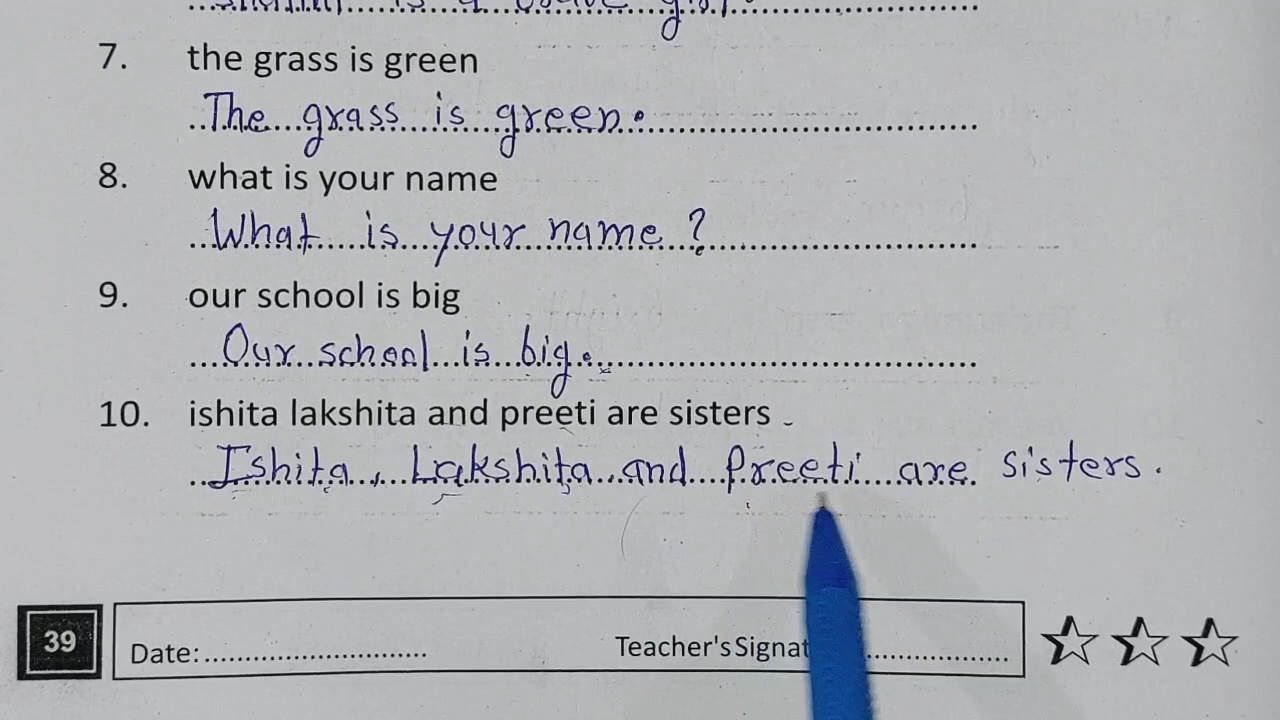 is a
7. the grass is green
The grass is green.
8. what is your name
What is your name ?
9. our school is big
Our school is big.
10. ishita lakshita and preeti are sisters
Ishita, Lakshita and Preeti are sisters.
39
Date:
Teacher's